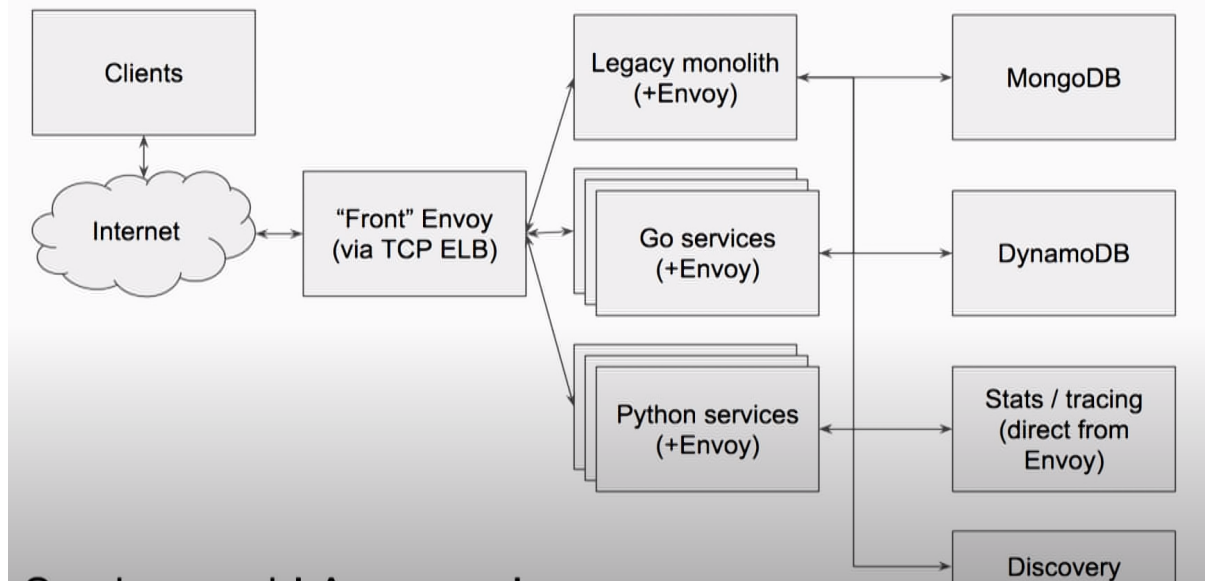 Clients
Internet
“Front” Envoy
(via TCP ELB)
Legacy monolith
(+Envoy)
Go services
(+Envoy)
Python services
(+Envoy)
MongoDB
DynamoDB
Stats / tracing
(direct from
Envoy)
Discovery